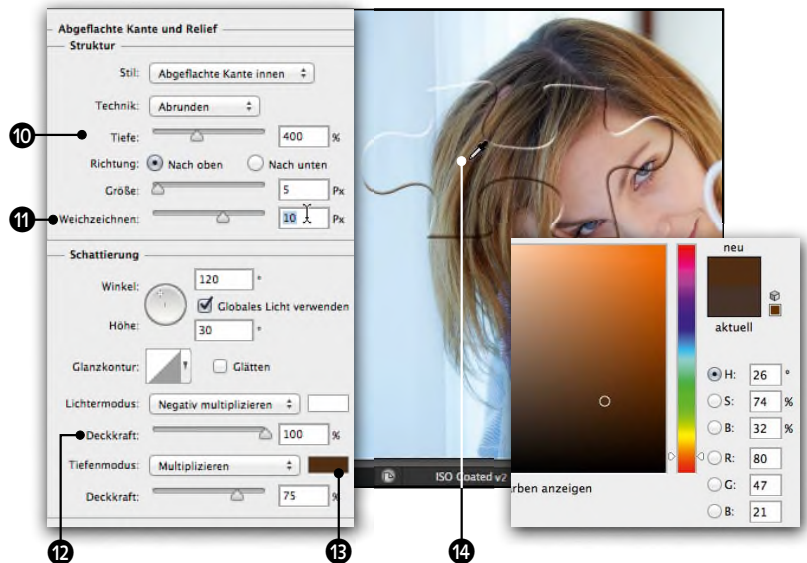 Abgeflachte Kante und Relief
Struktur
Stil: Abgeflachte Kante innen
Technik: Abrunden
10 Tiefe: 400 %
Richtung: Nach oben Nach unten
Größe: 5 Px
11 Weichzeichnen: 10 Px
Schattierung
Winkel: 120 °
Globales Licht verwenden
Höhe: 30 °
Glanzkontur: Glätten
Lichtermodus: Negativ multiplizieren
Deckkraft: 100 %
Tiefenmodus: Multiplizieren
Deckkraft: 75 %
12
13
14
ISO Coated v2
neu
aktuell
H: 26 °
S: 74 %
B: 32 %
R: 80
G: 47
B: 21
arben anzeigen